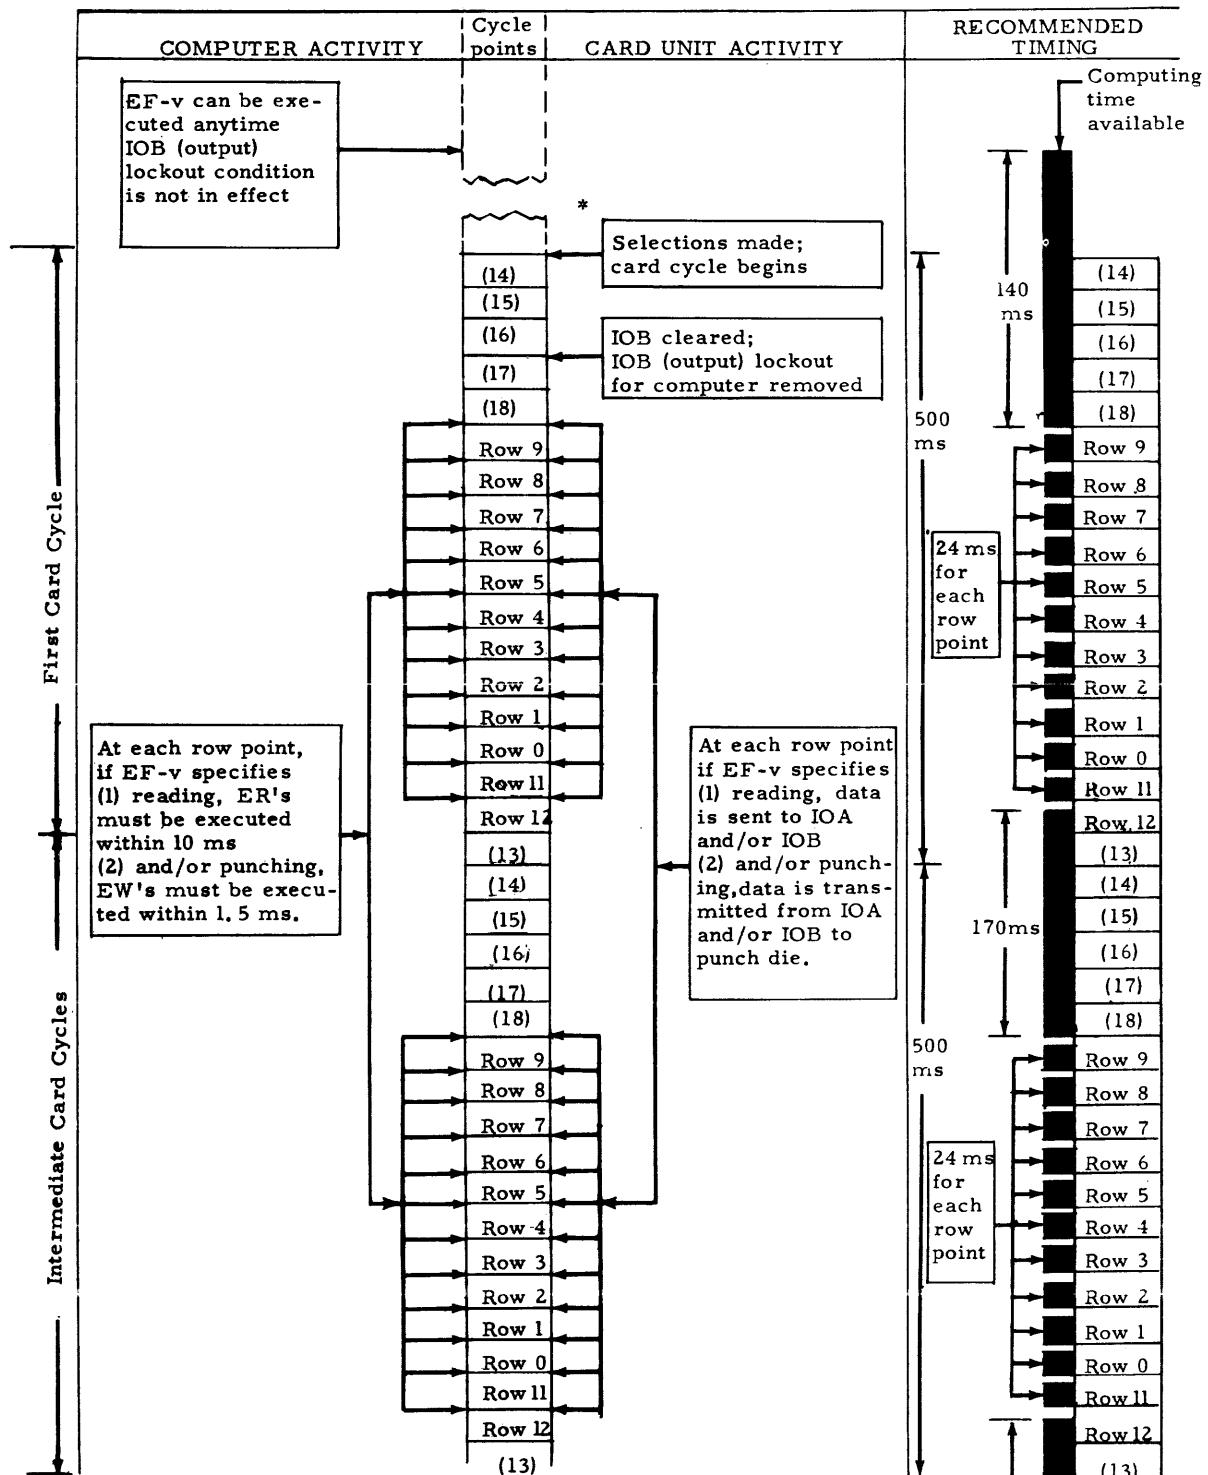 COMPUTER ACTIVITY
Cycle
points
CARD UNIT ACTIVITY
RECOMMENDED
TIMING
EF-v can be exe-
cuted anytime
IOB (output)
lockout condition
is not in effect
*
Selections made;
card cycle begins
IOB cleared;
IOB (output) lockout
for computer removed
First Card Cycle
Intermediate Card Cycles
At each row point,
if EF-v specifies
(1) reading, ER's
must be executed
within 10 ms
(2) and/or punching,
EW's must be execu-
ted within 1.5 ms.
(14)
(15)
(16)
(17)
(18)
Row 9
Row 8
Row 7
Row 6
Row 5
Row 4
Row 3
Row 2
Row 1
Row 0
Row 11
Row 12
(13)
(14)
(15)
(16)
(17)
(18)
Row 9
Row 8
Row 7
Row 6
Row 5
Row 4
Row 3
Row 2
Row 1
Row 0
Row 11
Row 12
(13)
At each row point
if EF-v specifies
(1) reading, data
is sent to IOA
and/or IOB
(2) and/or punch-
ing, data is trans-
mitted from IOA
and/or IOB to
punch die.
Computing
time
available
140
ms
500
ms
24 ms
for
each
row
point
170ms
500
ms
24 ms
for
each
row
point
(14)
(15)
(16)
(17)
(18)
Row 9
Row 8
Row 7
Row 6
Row 5
Row 4
Row 3
Row 2
Row 1
Row 0
Row 11
Row 12
(13)
(14)
(15)
(16)
(17)
(18)
Row 9
Row 8
Row 7
Row 6
Row 5
Row 4
Row 3
Row 2
Row 1
Row 0
Row 11
Row 12
(13)